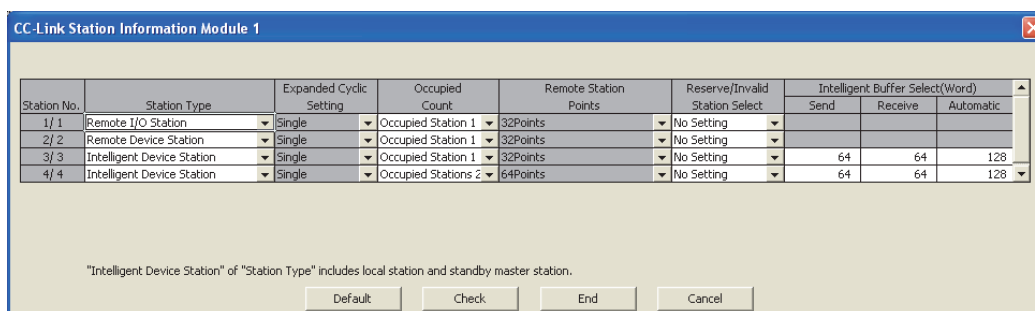 CC-Link Station Information Module 1
Expanded Cyclic Occupied Remote Station Reserve/Invalid Intelligent Buffer Select(Word)
Station No. Station Type Setting Count Points Station Select Send Receive Automatic
1/ 1 Remote I/O Station Single Occupied Station 1 32Points No Setting
2/ 2 Remote Device Station Single Occupied Station 1 32Points No Setting
3/ 3 Intelligent Device Station Single Occupied Station 1 32Points No Setting 64 64 128
4/ 4 Intelligent Device Station Single Occupied Stations 2 64Points No Setting 64 64 128
"Intelligent Device Station" of "Station Type" includes local station and standby master station.
Default Check End Cancel